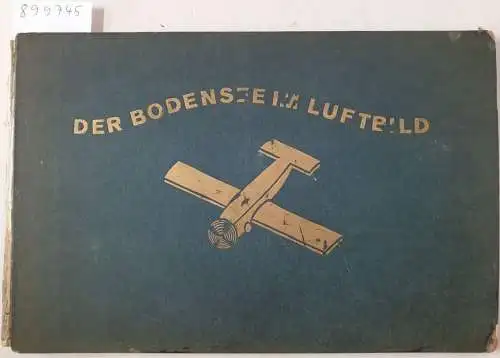 899745
DER BODENSEE IM LUFTBILD